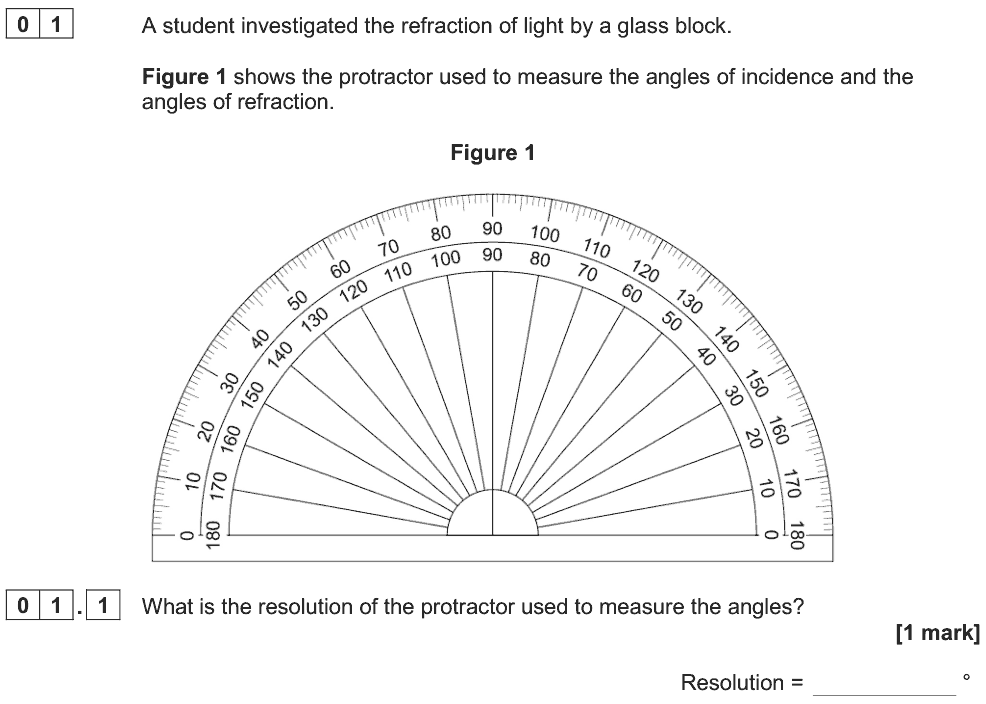 0 1 A student investigated the refraction of light by a glass block.
Figure 1 shows the protractor used to measure the angles of incidence and the
angles of refraction.
Figure 1
0 10 20 30 40 50 60 70 80 90 100 110 120 130 140 150 160 170 180
180 170 160 150 140 130 120 110 100 90 80 70 60 50 40 30 20 10 0
0 1 . 1 What is the resolution of the protractor used to measure the angles?
[1 mark]
Resolution = ____________ °